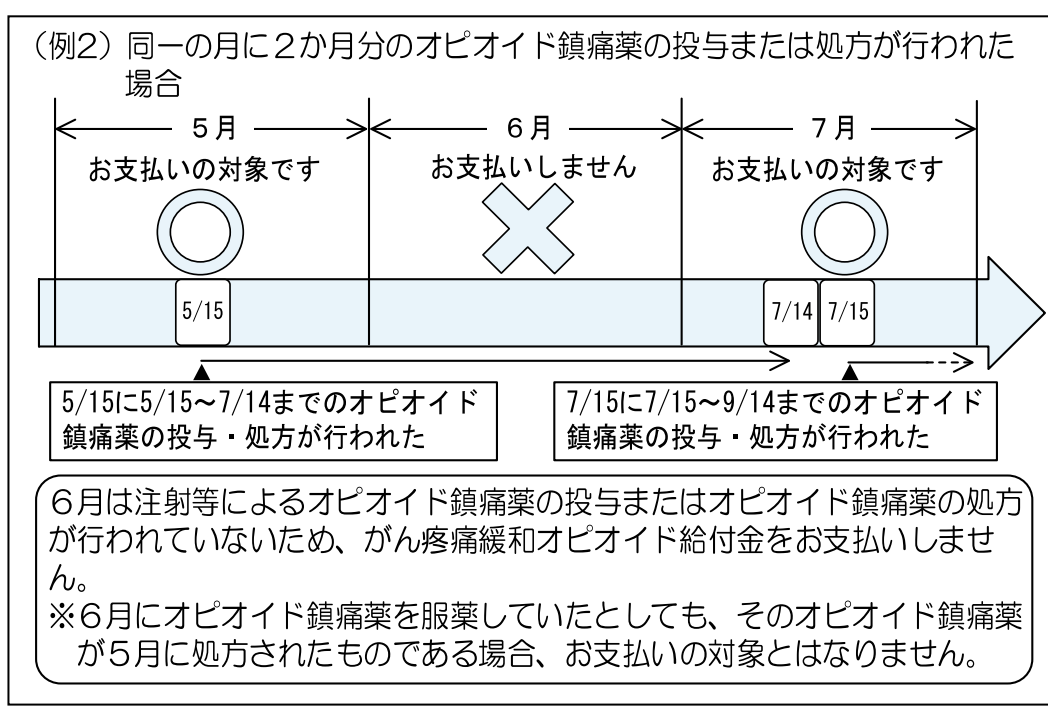 （例２）同一の月に２か月分のオピオイド鎮痛薬の投与または処方が行われた
場合
５月
６月
７月
お支払いの対象です
お支払いしません
お支払いの対象です
5/15
7/14
7/15
5/15に5/15～7/14までのオピオイド
鎮痛薬の投与・処方が行われた
7/15に7/15～9/14までのオピオイド
鎮痛薬の投与・処方が行われた
６月は注射等によるオピオイド鎮痛薬の投与またはオピオイド鎮痛薬の処方
が行われていないため、がん疼痛緩和オピオイド給付金をお支払いしませ
ん。
※６月にオピオイド鎮痛薬を服薬していたとしても、そのオピオイド鎮痛薬
が５月に処方されたものである場合、お支払いの対象とはなりません。